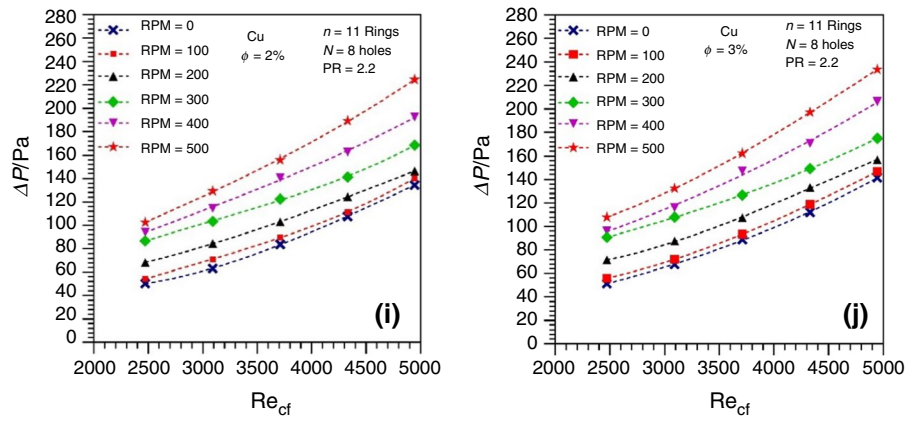 280
260
240
220
200
180
160
140
120
100
80
60
40
20
0
ΔP/Pa
RPM = 0
RPM = 100
RPM = 200
RPM = 300
RPM = 400
RPM = 500
Cu
ϕ = 2%
n = 11 Rings
N = 8 holes
PR = 2.2
(i)
2000 2500 3000 3500 4000 4500 5000
Re_cf
280
260
240
220
200
180
160
140
120
100
80
60
40
20
0
ΔP/Pa
RPM = 0
RPM = 100
RPM = 200
RPM = 300
RPM = 400
RPM = 500
Cu
ϕ = 3%
n = 11 Rings
N = 8 holes
PR = 2.2
(j)
2000 2500 3000 3500 4000 4500 5000
Re_cf